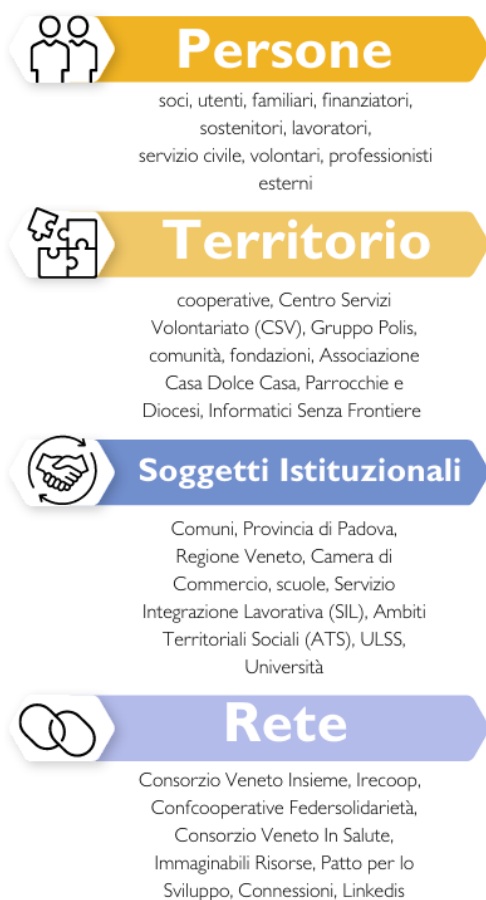 Persone
soci, utenti, familiari, finanziatori,
sostenitori, lavoratori,
servizio civile, volontari, professionisti
esterni
Territorio
cooperative, Centro Servizi
Volontariato (CSV), Gruppo Polis,
comunità, fondazioni, Associazione
Casa Dolce Casa, Parrocchie e
Diocesi, Informatici Senza Frontiere
Soggetti Istituzionali
Comuni, Provincia di Padova,
Regione Veneto, Camera di
Commercio, scuole, Servizio
Integrazione Lavorativa (SIL), Ambiti
Territoriali Sociali (ATS), ULSS,
Università
Rete
Consorzio Veneto Insieme, Irecoop,
Confcooperative Federsolidarietà,
Consorzio Veneto In Salute,
Immaginabili Risorse, Patto per lo
Sviluppo, Connessioni, Linkedis